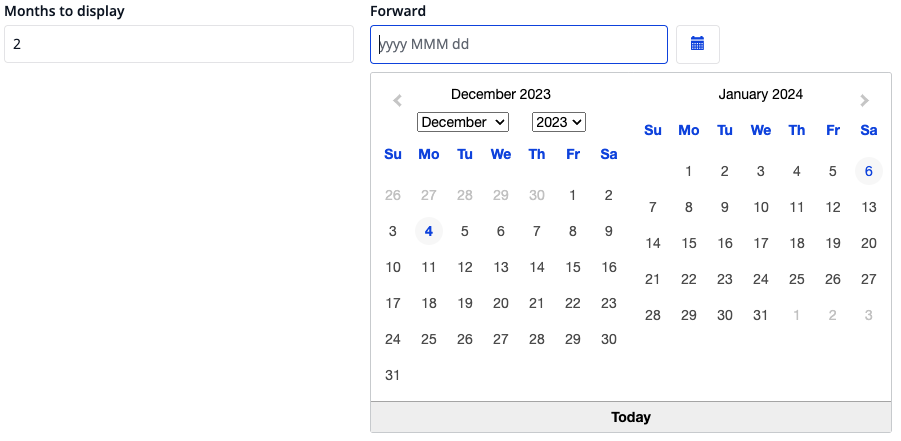 Months to display
2
Forward
yyyy MMM dd
December 2023
December 2023
Su Mo Tu We Th Fr Sa
26 27 28 29 30 1 2
3 4 5 6 7 8 9
10 11 12 13 14 15 16
17 18 19 20 21 22 23
24 25 26 27 28 29 30
31
January 2024
Su Mo Tu We Th Fr Sa
1 2 3 4 5 6
7 8 9 10 11 12 13
14 15 16 17 18 19 20
21 22 23 24 25 26 27
28 29 30 31 1 2 3
Today